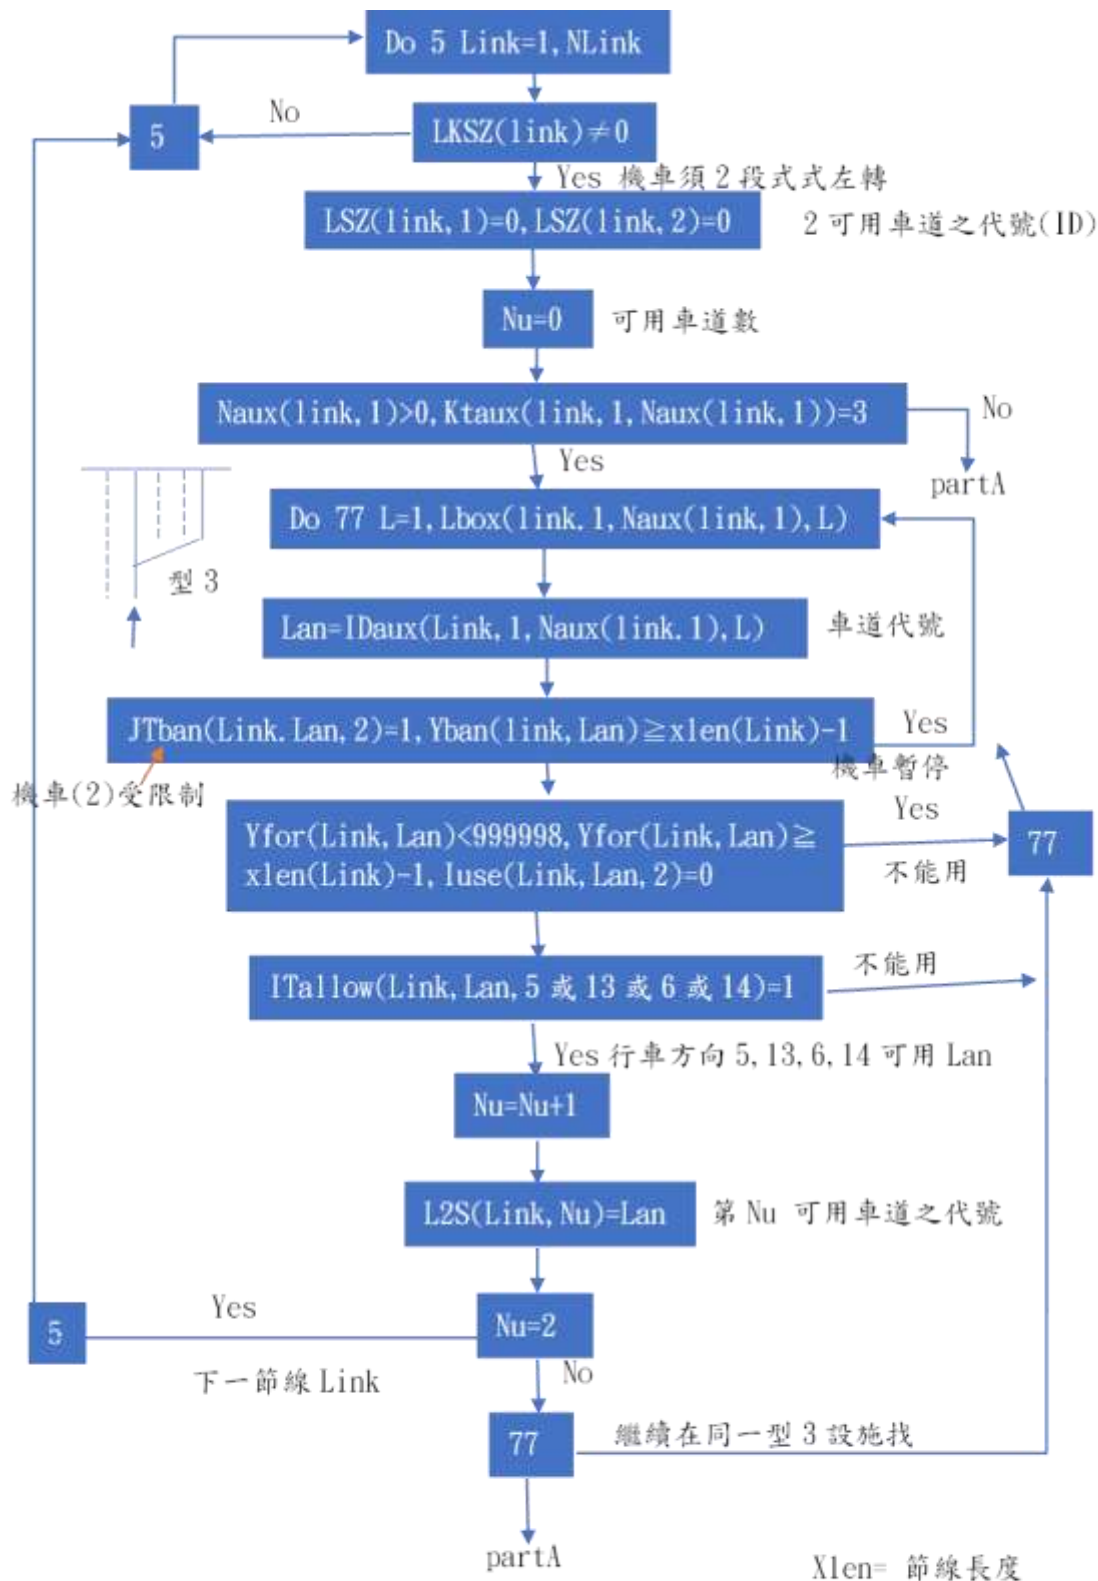 Do 5 Link=1,NLink
No
5
LKSZ(link)≠0
Yes 機車須2段式式左轉
LSZ(link,1)=0,LSZ(link,2)=0
2可用車道之代號(ID)
Nu=0
可用車道數
Naux(link,1)>0,Ktaux(link,1,Naux(link,1))=3
No
Yes
partA
Do 77 L=1,Lbox(link.1,Naux(link,1),L)
型3
Lan=IDaux(Link,1,Naux(link.1),L)
車道代號
JTban(Link.Lan,2)=1,Yban(link,Lan)≧xlen(Link)-1
Yes
機車暫停
機車(2)受限制
Yfor(Link,Lan)<999998,Yfor(Link,Lan)≧
xlen(Link)-1,Iuse(Link,Lan,2)=0
Yes
不能用
77
ITallow(Link,Lan,5或13或6或14)=1
不能用
Yes行車方向5,13,6,14可用Lan
Nu=Nu+1
L2S(Link,Nu)=Lan
第Nu 可用車道之代號
5
Yes
Nu=2
下一節線Link
No
77
繼續在同一型3設施找
partA
Xlen= 節線長度